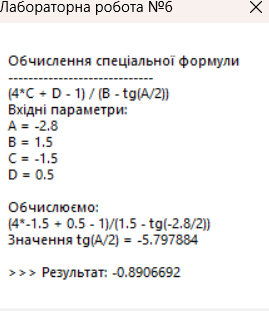 Лабораторна робота №6
Обчислення спеціальної формули
-----------------------------
(4*C + D - 1) / (B - tg(A/2))
Вхідні параметри:
A = -2.8
B = 1.5
C = -1.5
D = 0.5
Обчислюємо:
(4*-1.5 + 0.5 - 1)/(1.5 - tg(-2.8/2))
Значення tg(A/2) = -5.797884
>>> Результат: -0.8906692